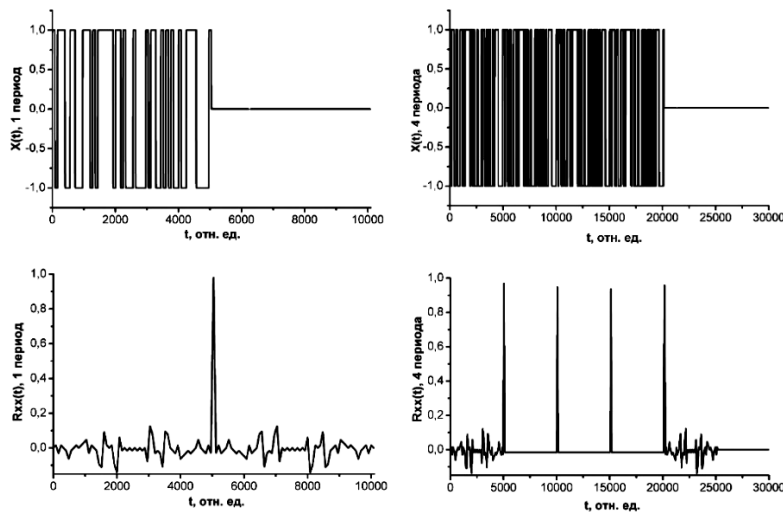 X(t), 1 период
1,0
0,5
0,0
-0,5
-1,0
0 2000 4000 6000 8000 10000
t, отн. ед.
X(t), 4 периода
1,0
0,5
0,0
-0,5
-1,0
0 5000 10000 15000 20000 25000 30000
t, отн. ед.
Rxx(t), 1 период
1,0
0,8
0,6
0,4
0,2
0,0
0 2000 4000 6000 8000 10000
t, отн. ед.
Rxx(t), 4 периода
1,0
0,8
0,6
0,4
0,2
0,0
0 5000 10000 15000 20000 25000 30000
t, отн. ед.